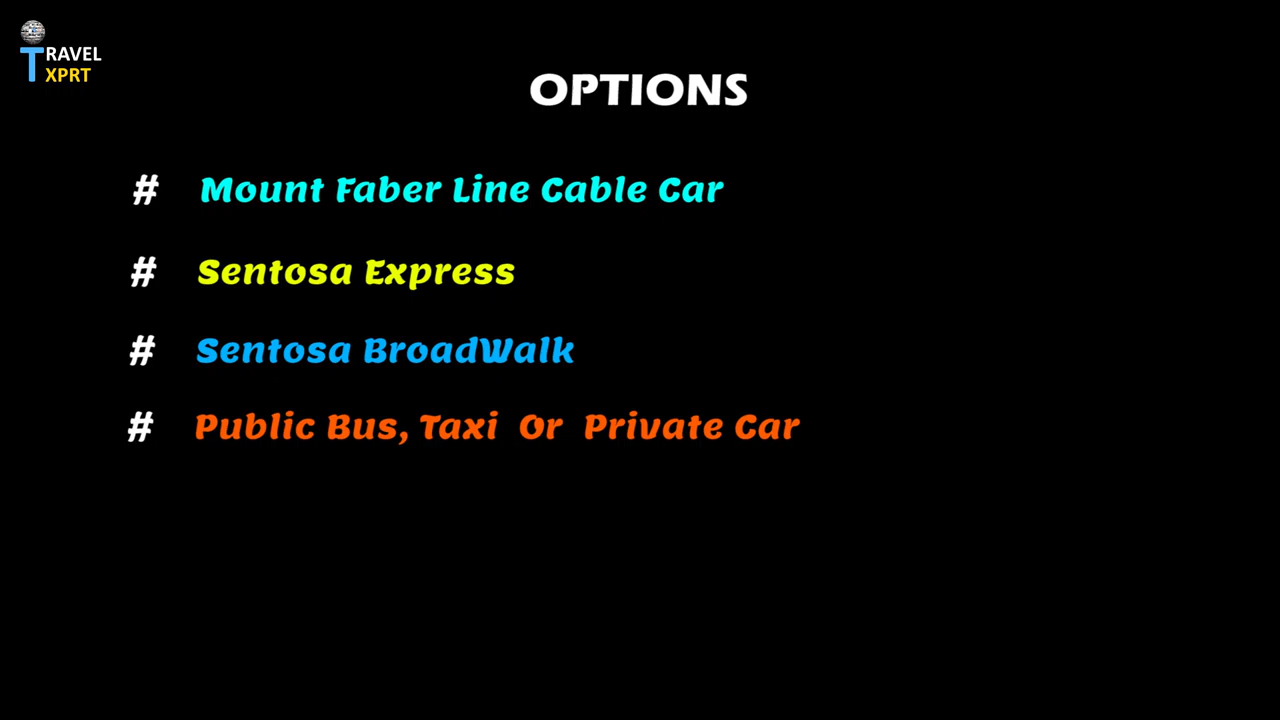 TRAVEL
XPRT
OPTIONS
# Mount Faber Line Cable Car
# Sentosa Express
# Sentosa BroadWalk
# Public Bus, Taxi Or Private Car